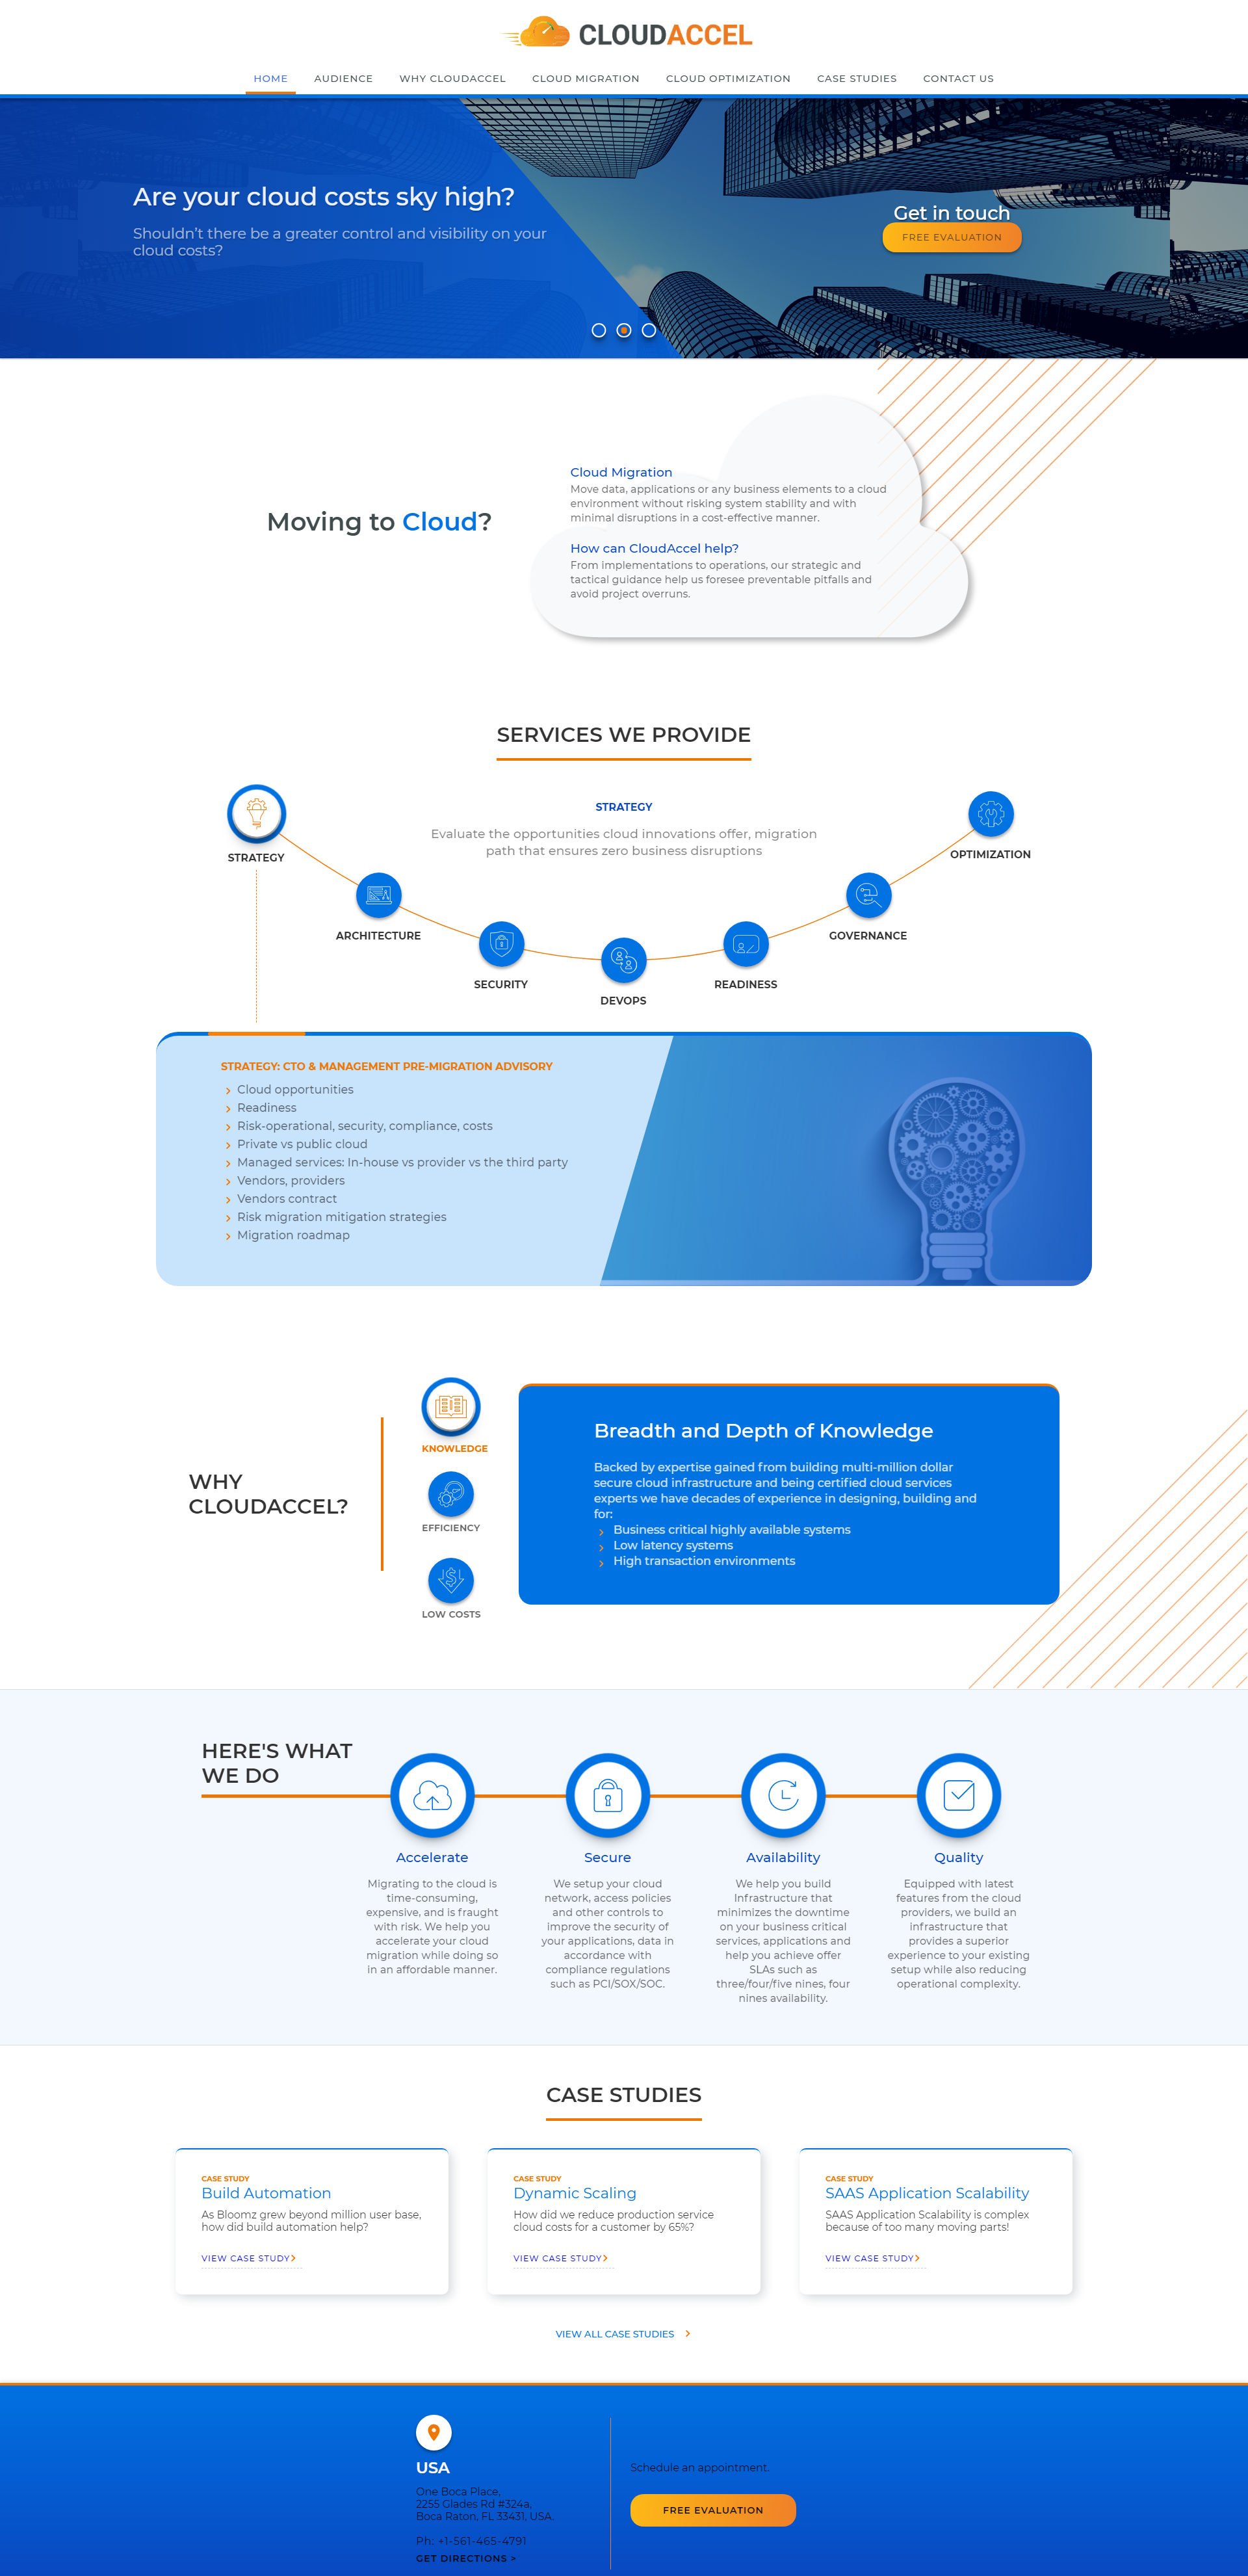 CLOUDACCEL
HOME AUDIENCE WHY CLOUDACCEL CLOUD MIGRATION CLOUD OPTIMIZATION CASE STUDIES CONTACT US
Are your cloud costs sky high?
Shouldn't there be a greater control and visibility on your
cloud costs?
Get in touch
FREE EVALUATION
Moving to Cloud?
Cloud Migration
Move data, applications or any business elements to a cloud
environment without risking system stability and with
minimal disruptions in a cost-effective manner.
How can CloudAccel help?
From implementations to operations, our strategic and
tactical guidance help us foresee preventable pitfalls and
avoid project overruns.
SERVICES WE PROVIDE
STRATEGY
Evaluate the opportunities cloud innovations offer, migration
path that ensures zero business disruptions
STRATEGY
ARCHITECTURE
SECURITY
DEVOPS
READINESS
GOVERNANCE
OPTIMIZATION
STRATEGY: CTO & MANAGEMENT PRE-MIGRATION ADVISORY
Cloud opportunities
Readiness
Risk-operational, security, compliance, costs
Private vs public cloud
Managed services: In-house vs provider vs the third party
Vendors, providers
Vendors contract
Risk migration mitigation strategies
Migration roadmap
WHY
CLOUDACCEL?
KNOWLEDGE
EFFICIENCY
LOW COSTS
Breadth and Depth of Knowledge
Backed by expertise gained from building multi-million dollar
secure cloud infrastructure and being certified cloud services
experts we have decades of experience in designing, building and
for:
Business critical highly available systems
Low latency systems
High transaction environments
HERE'S WHAT
WE DO
Accelerate
Migrating to the cloud is
time-consuming,
expensive, and is fraught
with risk. We help you
accelerate your cloud
migration while doing so
in an affordable manner.
Secure
We setup your cloud
network, access policies
and other controls to
improve the security of
your applications, data in
accordance with
compliance regulations
such as PCI/SOX/SOC.
Availability
We help you build
Infrastructure that
minimizes the downtime
on your business critical
services, applications and
help you achieve offer
SLAs such as
three/four/five nines, four
nines availability.
Quality
Equipped with latest
features from the cloud
providers, we build an
infrastructure that
provides a superior
experience to your existing
setup while also reducing
operational complexity.
CASE STUDIES
CASE STUDY
Build Automation
As Bloomz grew beyond million user base,
how did build automation help?
VIEW CASE STUDY
CASE STUDY
Dynamic Scaling
How did we reduce production service
cloud costs for a customer by 65%?
VIEW CASE STUDY
CASE STUDY
SAAS Application Scalability
SAAS Application Scalability is complex
because of too many moving parts!
VIEW CASE STUDY
VIEW ALL CASE STUDIES
USA
One Boca Place,
2255 Glades Rd #324a,
Boca Raton, FL 33431, USA.
Ph: +1-561-465-4791
GET DIRECTIONS >
Schedule an appointment.
FREE EVALUATION